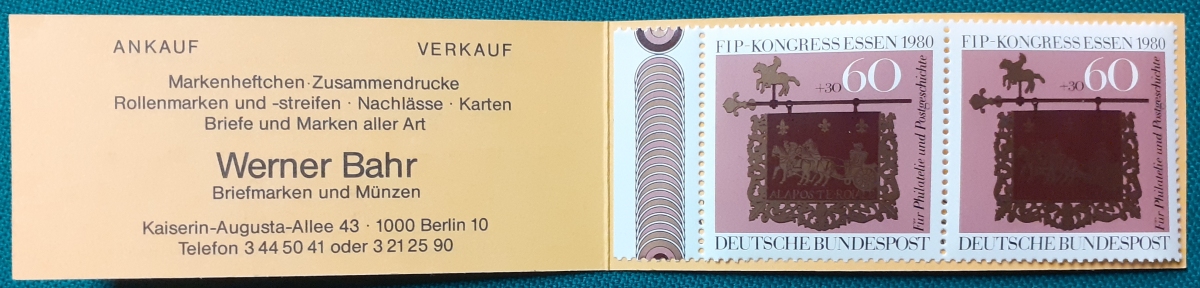 ANKAUF VERKAUF
Markenheftchen · Zusammendrucke
Rollenmarken und -streifen · Nachlässe · Karten
Briefe und Marken aller Art
Werner Bahr
Briefmarken und Münzen
Kaiserin-Augusta-Allee 43 · 1000 Berlin 10
Telefon 3 44 50 41 oder 3 21 25 90
FIP-KONGRESS ESSEN 1980
+30 60
Für Philatelie und Postgeschichte
DEUTSCHE BUNDESPOST
FIP-KONGRESS ESSEN 1980
+30 60
Für Philatelie und Postgeschichte
DEUTSCHE BUNDESPOST